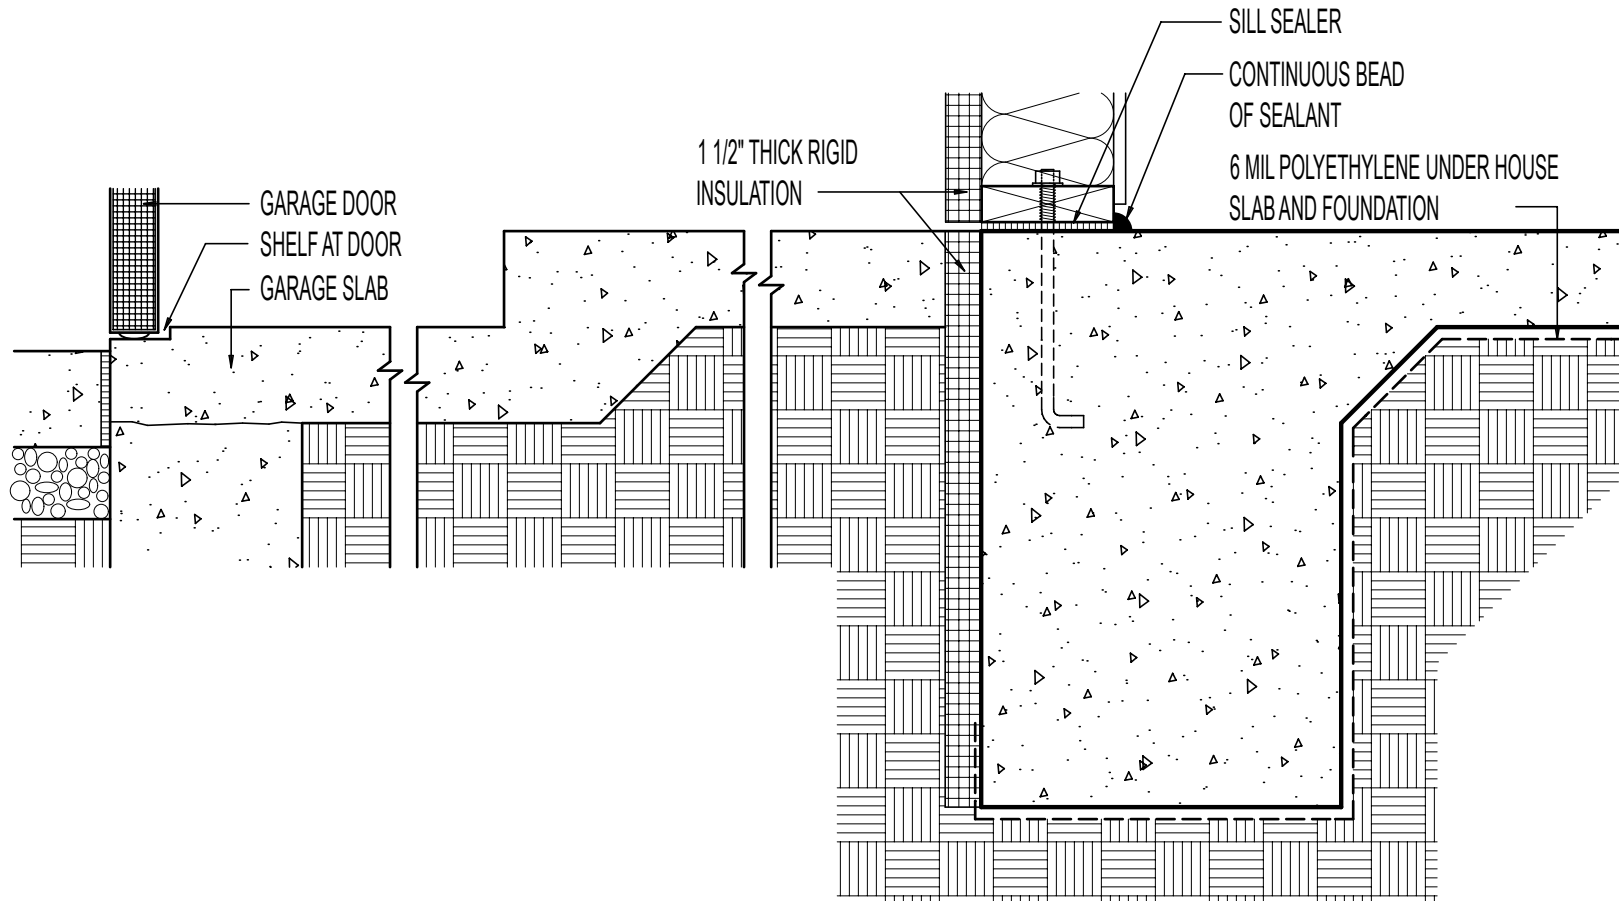 SILL SEALER
CONTINUOUS BEAD
OF SEALANT
1 1/2" THICK RIGID
INSULATION
6 MIL POLYETHYLENE UNDER HOUSE
SLAB AND FOUNDATION
GARAGE DOOR
SHELF AT DOOR
GARAGE SLAB